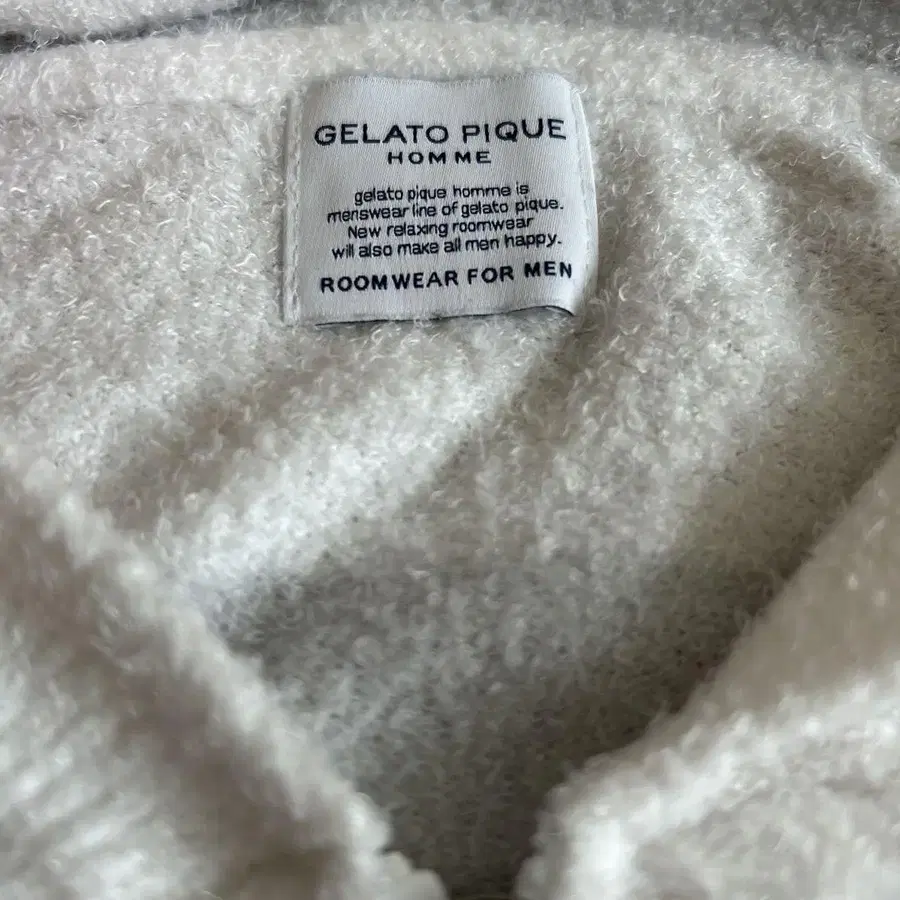 GELATO PIQUE
HOMME
gelato pique homme is
menswear line of gelato pique.
New relaxing roomwear
will also make all men happy.
ROOMWEAR FOR MEN